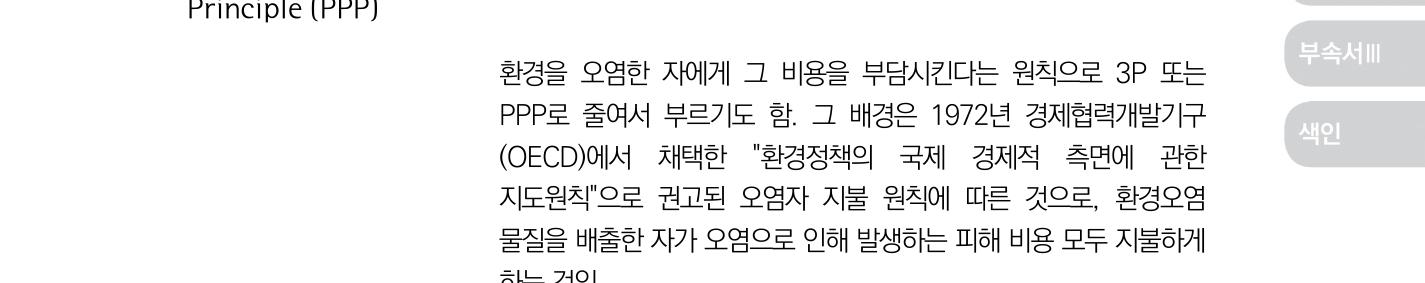 Principle (PPP)
환경을 오염한 자에게 그 비용을 부담시킨다는 원칙으로 3P 또는
PPP로 줄여서 부르기도 함. 그 배경은 1972년 경제협력개발기구
(OECD)에서 채택한 "환경정책의 국제 경제적 측면에 관한
지도원칙"으로 권고된 오염자 지불 원칙에 따른 것으로, 환경오염
물질을 배출한 자가 오염으로 인해 발생하는 피해 비용 모두 지불하게
하는 것임
부속서Ⅲ
색인